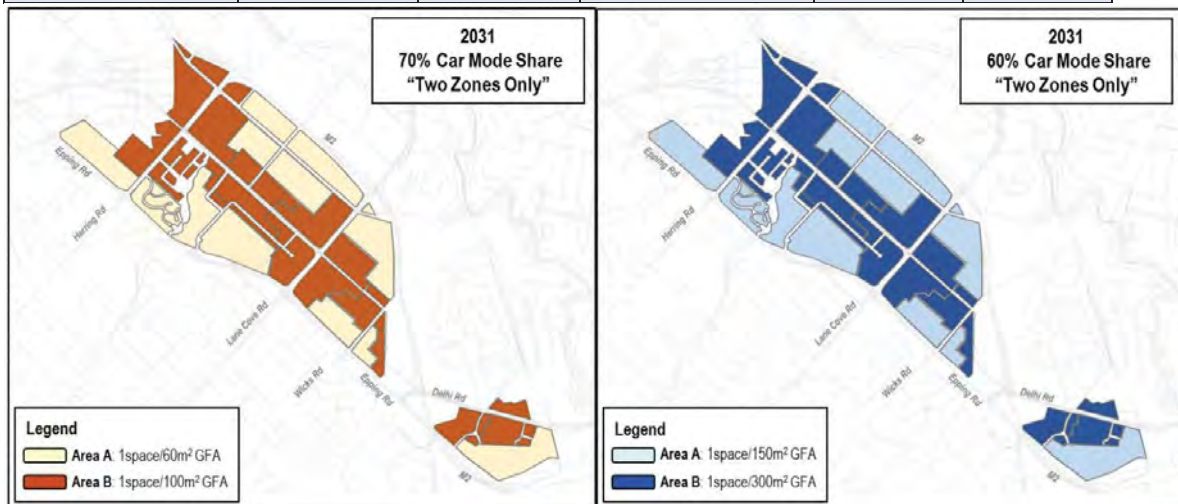 2031
70% Car Mode Share
“Two Zones Only”
M2
Epping Rd
Herring Rd
Lane Cove Rd
Wicks Rd
Epping Rd
Delhi Rd
M2
Legend
Area A: 1space/60m² GFA
Area B: 1space/100m² GFA
2031
60% Car Mode Share
“Two Zones Only”
M2
Epping Rd
Herring Rd
Lane Cove Rd
Wicks Rd
Epping Rd
Delhi Rd
M2
Legend
Area A: 1space/150m² GFA
Area B: 1space/300m² GFA